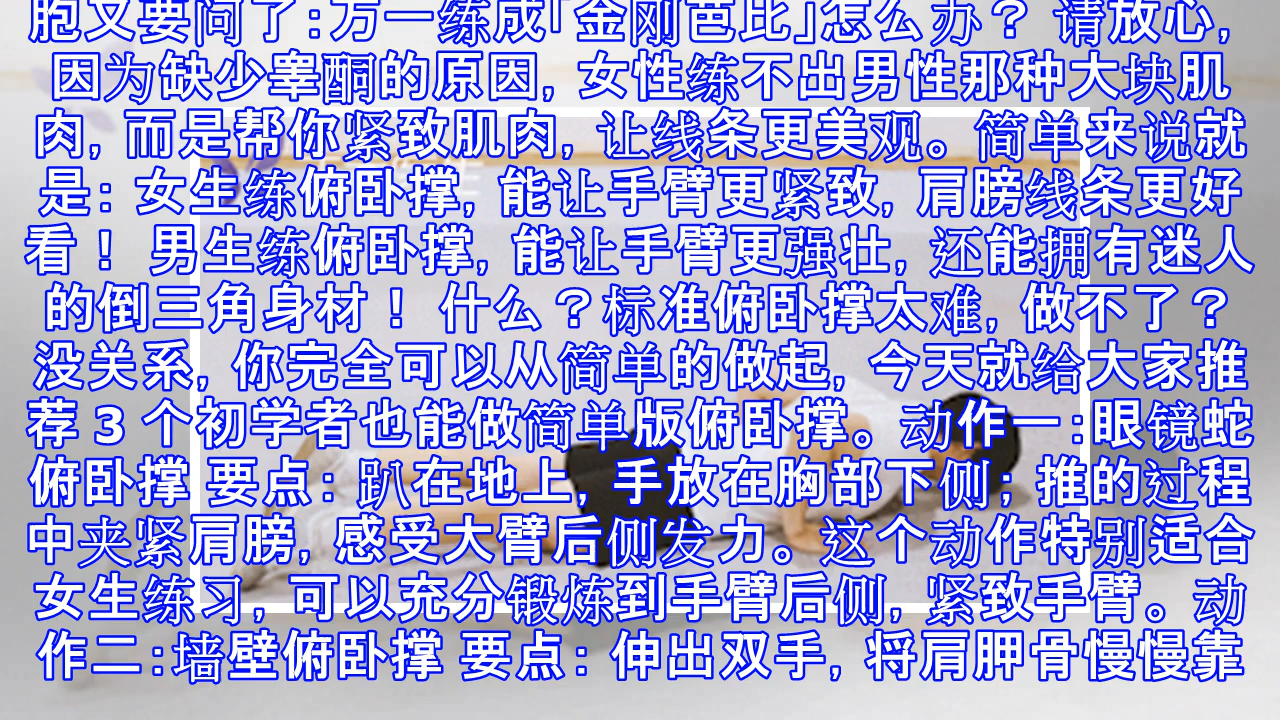 胞又要问了:万一练成｢金刚芭比｣怎么办？ 请放心,
因为缺少睾酮的原因, 女性练不出男性那种大块肌
肉, 而是帮你紧致肌肉, 让线条更美观。简单来说就
是: 女生练俯卧撑, 能让手臂更紧致, 肩膀线条更好
看！ 男生练俯卧撑, 能让手臂更强壮, 还能拥有迷人
的倒三角身材！ 什么？标准俯卧撑太难, 做不了？
没关系, 你完全可以从简单的做起, 今天就给大家推
荐 3 个初学者也能做简单版俯卧撑。动作一:眼镜蛇
俯卧撑 要点: 趴在地上, 手放在胸部下侧; 推的过程
中夹紧肩膀, 感受大臂后侧发力。这个动作特别适合
女生练习, 可以充分锻炼到手臂后侧, 紧致手臂。动
作二:墙壁俯卧撑 要点: 伸出双手, 将肩胛骨慢慢靠